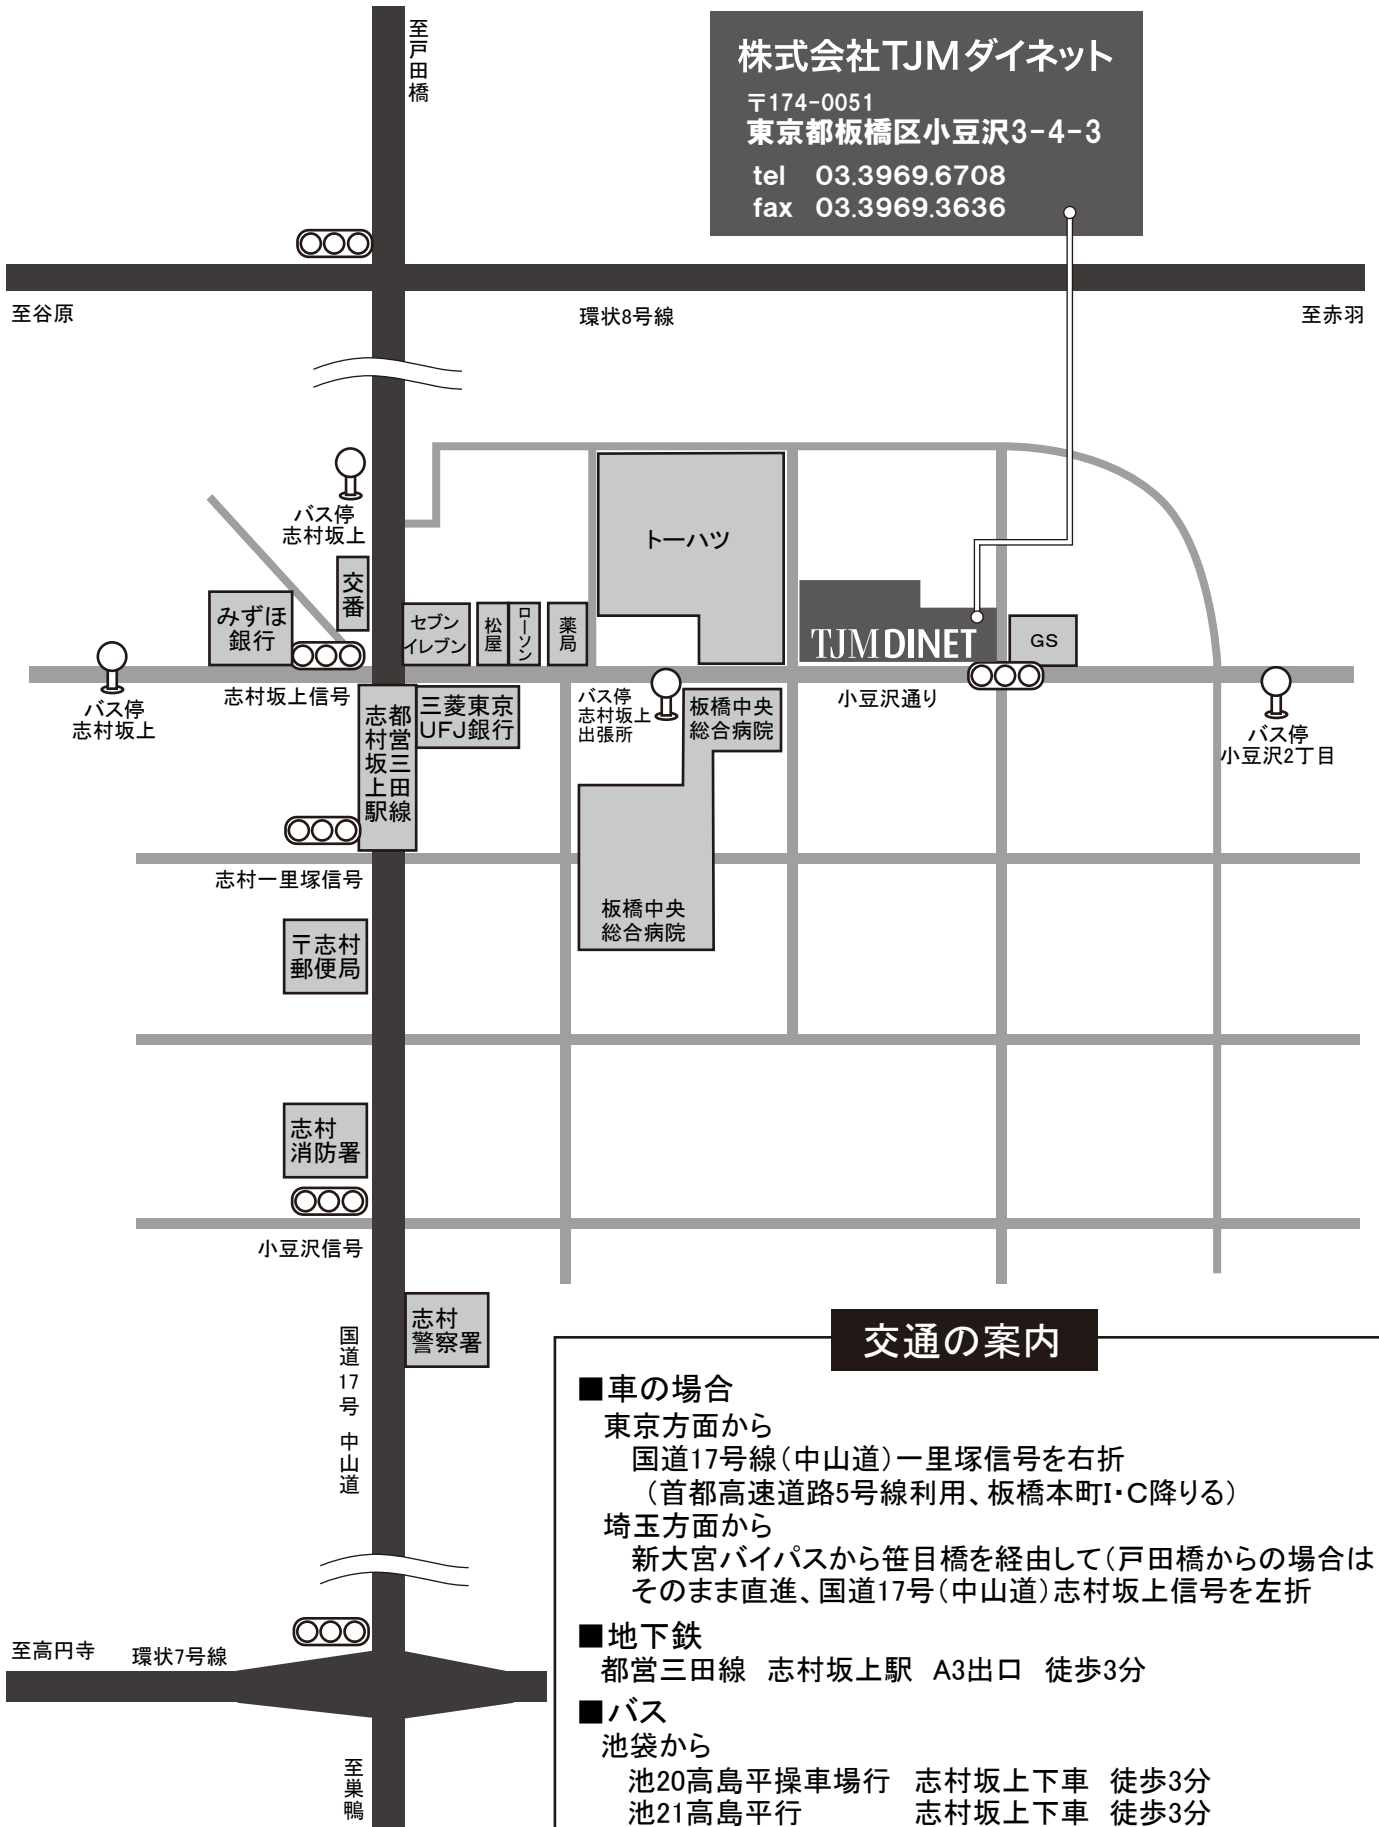 至戸田橋
株式会社TJMダイネット
〒174-0051
東京都板橋区小豆沢3-4-3
tel 03.3969.6708
fax 03.3969.3636
至谷原
環状8号線
至赤羽
バス停
志村坂上
交番
みずほ
銀行
セブン
イレブン
松屋
ローソン
薬局
トーハツ
TJMDINET
GS
バス停
志村坂上
志村坂上信号
都営三田線
志村坂上駅
三菱東京
UFJ銀行
バス停
志村坂上
出張所
板橋中央
総合病院
小豆沢通り
バス停
小豆沢2丁目
志村一里塚信号
板橋中央
総合病院
〒志村
郵便局
志村
消防署
小豆沢信号
志村
警察署
国道17号 中山道
至高円寺
環状7号線
至巣鴨
交通の案内
■車の場合
東京方面から
国道17号線(中山道)一里塚信号を右折
(首都高速道路5号線利用、板橋本町I・C降りる)
埼玉方面から
新大宮バイパスから笹目橋を経由して(戸田橋からの場合は
そのまま直進、国道17号(中山道)志村坂上信号を左折
■地下鉄
都営三田線 志村坂上駅 A3出口 徒歩3分
■バス
池袋から
池20高島平操車場行 志村坂上下車 徒歩3分
池21高島平行 志村坂上下車 徒歩3分